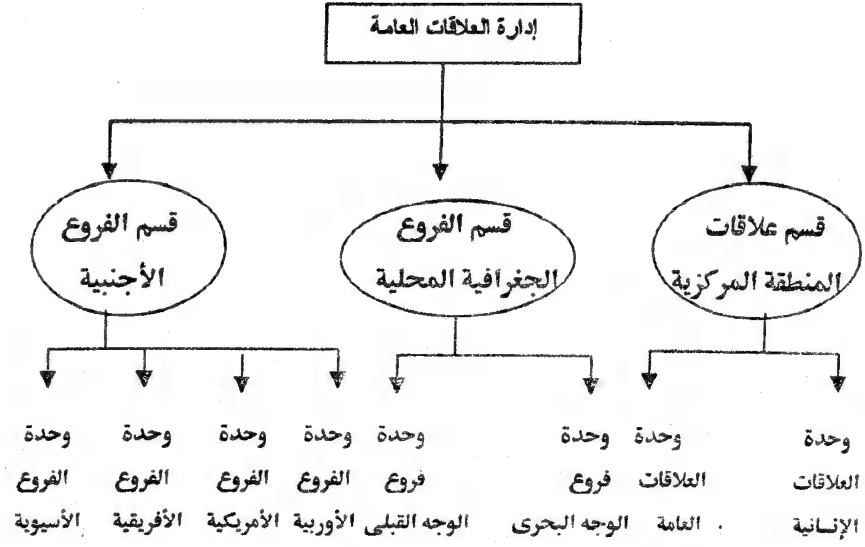 إدارة العلاقات العامة
قسم علاقات
المنطقة المركزية
قسم الفروع
الجغرافية المحلية
قسم الفروع
الأجنبية
وحدة
العلاقات
الإنسانية
وحدة
العلاقات
العامة
وحدة
فروع
الوجه البحرى
وحدة
فروع
الوجه القبلى
وحدة
الفروع
الأوربية
وحدة
الفروع
الأمريكية
وحدة
الفروع
الأفريقية
وحدة
الفروع
الأسيوية